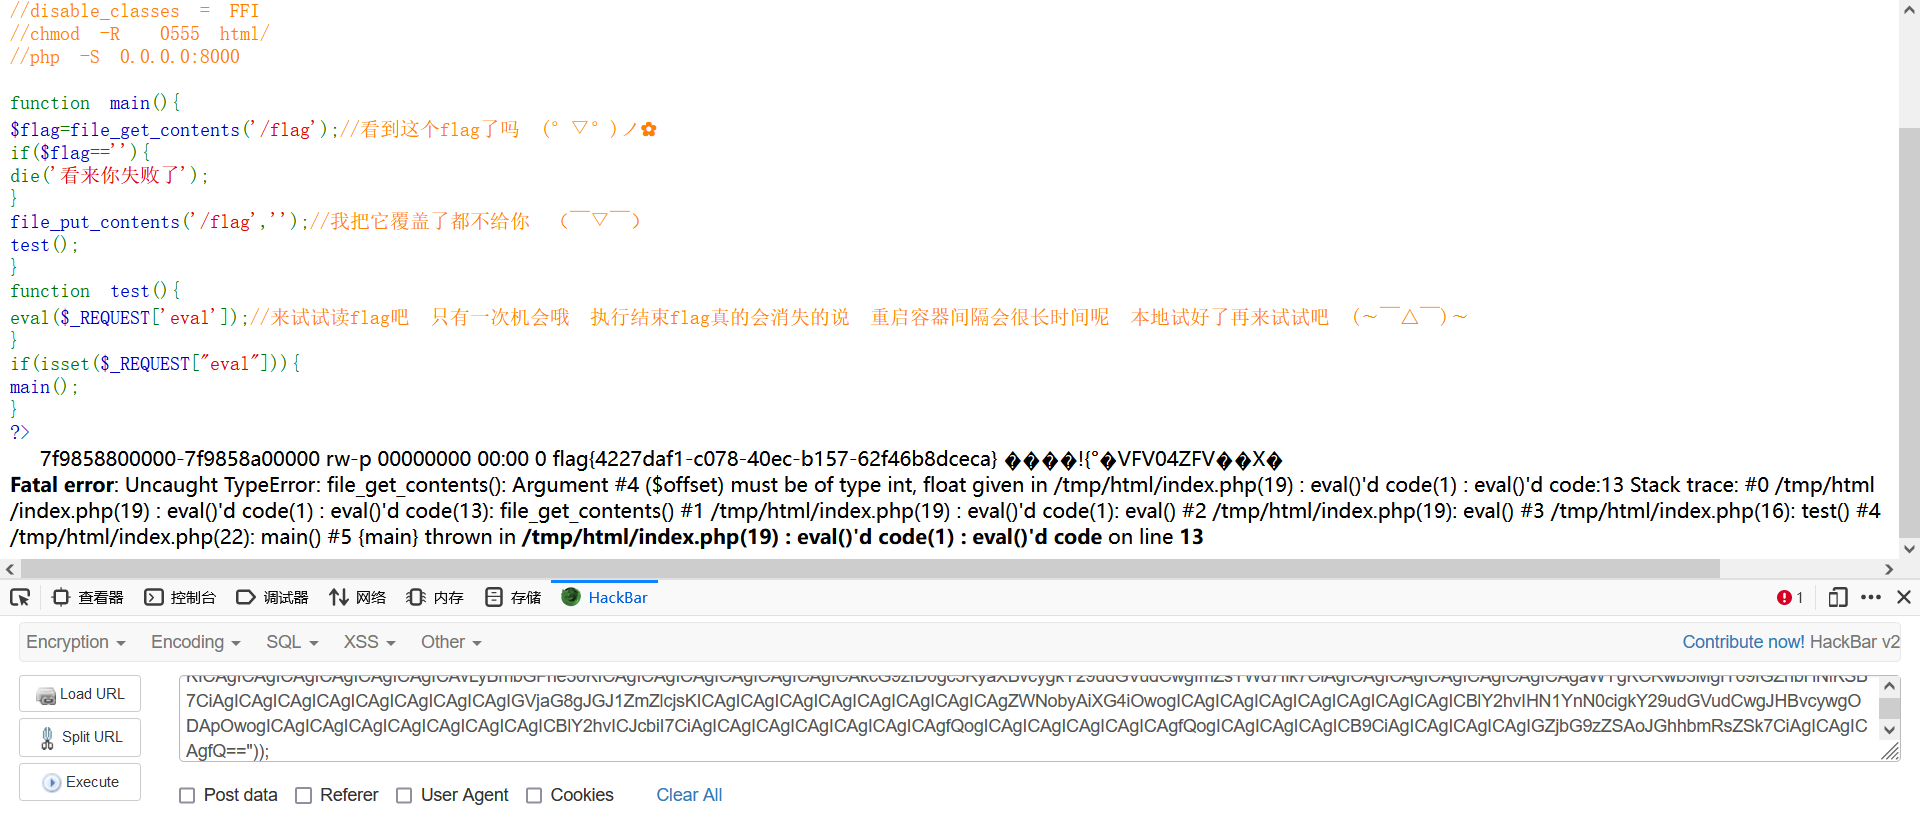 //disable_classes = FFI
//chmod -R 0555 html/
//php -S 0.0.0.0:8000
function main(){
$flag=file_get_contents('/flag');//看到这个flag了吗 (°▽°)ノ✿
if($flag==''){
die('看来你失败了');
}
file_put_contents('/flag','');//我把它覆盖了都不给你 (￣▽￣)
test();
}
function test(){
eval($_REQUEST['eval']);//来试试读flag吧 只有一次机会哦 执行结束flag真的会消失的说 重启容器间隔会很长时间呢 本地试好了再来试试吧 (～￣△￣)～
}
if(isset($_REQUEST["eval"])){
main();
}
?>
7f9858800000-7f9858a00000 rw-p 00000000 00:00 0 flag{4227daf1-c078-40ec-b157-62f46b8dceca} ����!{°�VFV04ZFV��X�
Fatal error: Uncaught TypeError: file_get_contents(): Argument #4 ($offset) must be of type int, float given in /tmp/html/index.php(19) : eval()'d code(1) : eval()'d code:13 Stack trace: #0 /tmp/html
/index.php(19) : eval()'d code(1) : eval()'d code(13): file_get_contents() #1 /tmp/html/index.php(19) : eval()'d code(1): eval() #2 /tmp/html/index.php(19): eval() #3 /tmp/html/index.php(16): test() #4
/tmp/html/index.php(22): main() #5 {main} thrown in /tmp/html/index.php(19) : eval()'d code(1) : eval()'d code on line 13
查看器 控制台 调试器 网络 内存 存储 HackBar 1
Encryption Encoding SQL XSS Other Contribute now! HackBar v2
Load URL
Split URL
Execute
AgfQ=="));
Post data Referer User Agent Cookies Clear All